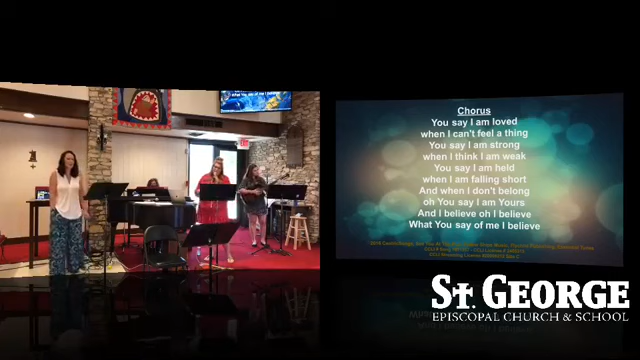 Chorus
You say I am loved
when I can't feel a thing
You say I am strong
when I think I am weak
You say I am held
when I am falling short
And when I don't belong
oh You say I am Yours
And I believe oh I believe
What You say of me I believe
ST. GEORGE
EPISCOPAL CHURCH & SCHOOL
EXIT